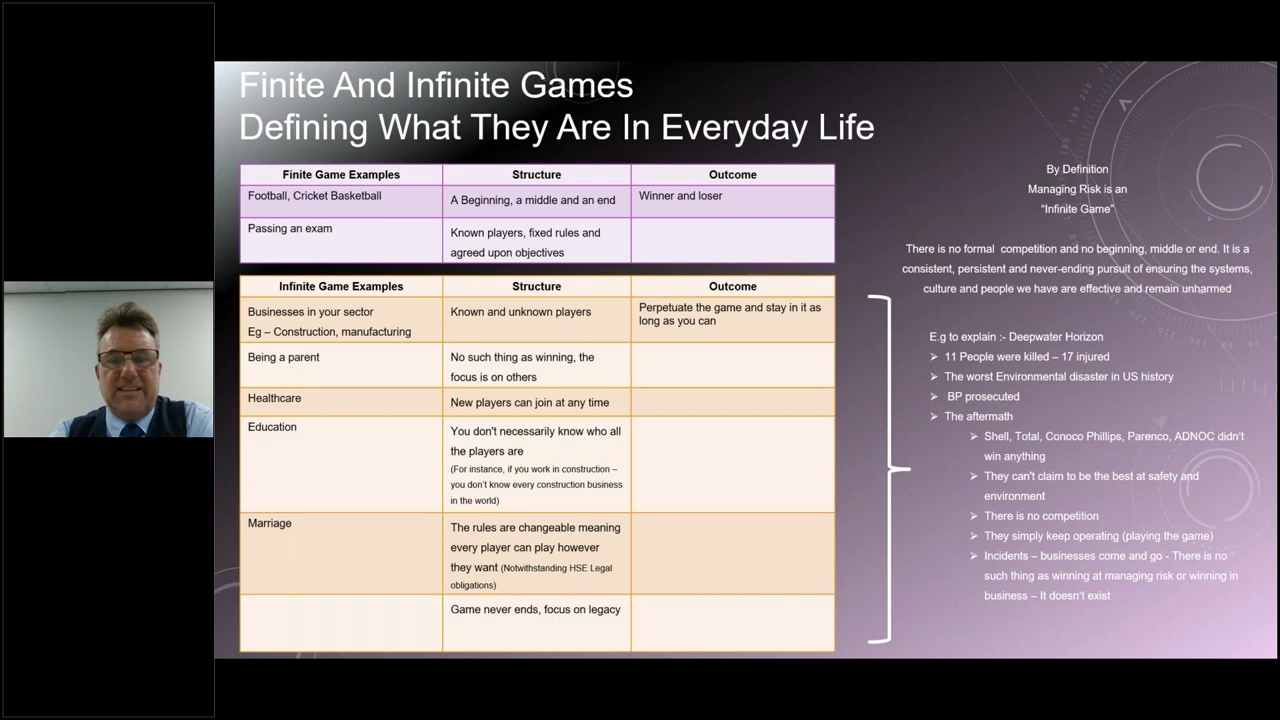 Finite And Infinite Games
Defining What They Are In Everyday Life
Finite Game Examples
Structure
Outcome
Football, Cricket Basketball
A Beginning, a middle and an end
Winner and loser
Passing an exam
Known players, fixed rules and
agreed upon objectives
Infinite Game Examples
Structure
Outcome
Businesses in your sector
Eg – Construction, manufacturing
Known and unknown players
Perpetuate the game and stay in it as
long as you can
Being a parent
No such thing as winning, the
focus is on others
Healthcare
New players can join at any time
Education
You don't necessarily know who all
the players are
(For instance, if you work in construction –
you don't know every construction business
in the world)
Marriage
The rules are changeable meaning
every player can play however
they want (Notwithstanding HSE Legal
obligations)
Game never ends, focus on legacy
By Definition
Managing Risk is an
“Infinite Game”
There is no formal competition and no beginning, middle or end. It is a
consistent, persistent and never-ending pursuit of ensuring the systems,
culture and people we have are effective and remain unharmed
E.g to explain :- Deepwater Horizon
➢ 11 People were killed – 17 injured
➢ The worst Environmental disaster in US history
➢ BP prosecuted
➢ The aftermath
➢ Shell, Total, Conoco Phillips, Parenco, ADNOC didn't
win anything
➢ They can't claim to be the best at safety and
environment
➢ There is no competition
➢ They simply keep operating (playing the game)
➢ Incidents – businesses come and go - There is no
such thing as winning at managing risk or winning in
business – It doesn't exist